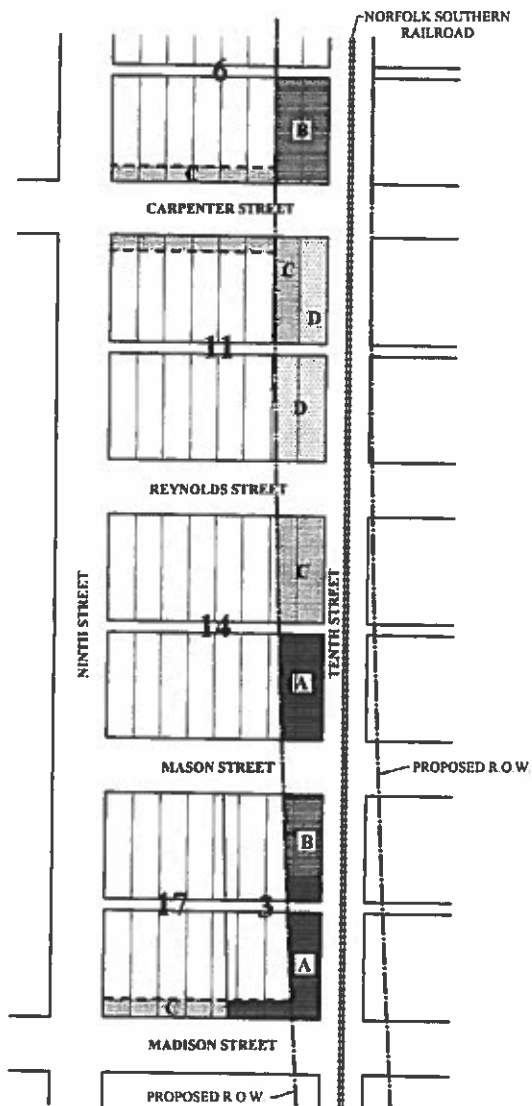 NORFOLK SOUTHERN
RAILROAD
6
B
C
CARPENTER STREET
C
D
11
D
REYNOLDS STREET
C
14
NINTH STREET
TENTH STREET
A
MASON STREET
PROPOSED R.O.W.
B
17
3
A
C
MADISON STREET
PROPOSED R O W